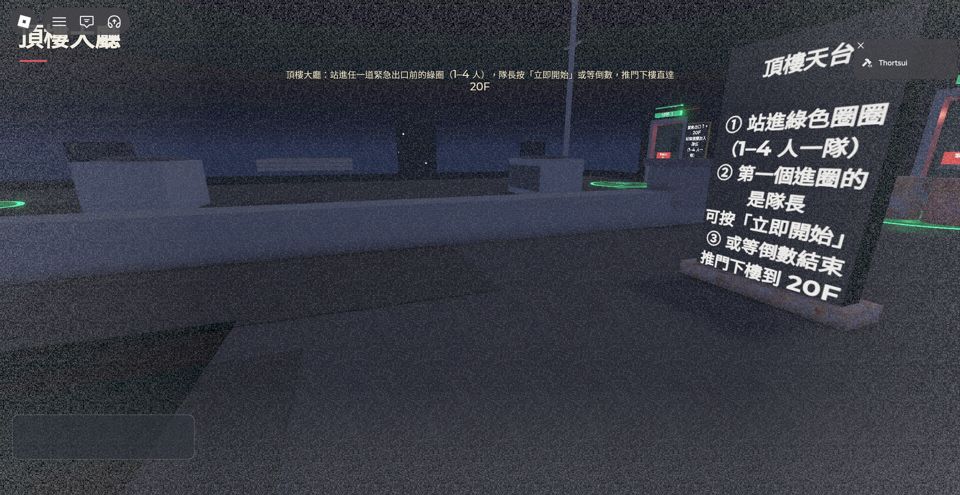 頂樓大廳
頂樓大廳：站進任一道緊急出口前的綠圈（1–4 人），隊長按「立即開始」或等倒數，推門下樓直達
20F
Thortsui
頂樓天台
① 站進綠色圈圈
（1–4 人一隊）
② 第一個進圈的
是隊長
可按「立即開始」
③ 或等倒數結束
推門下樓到 20F